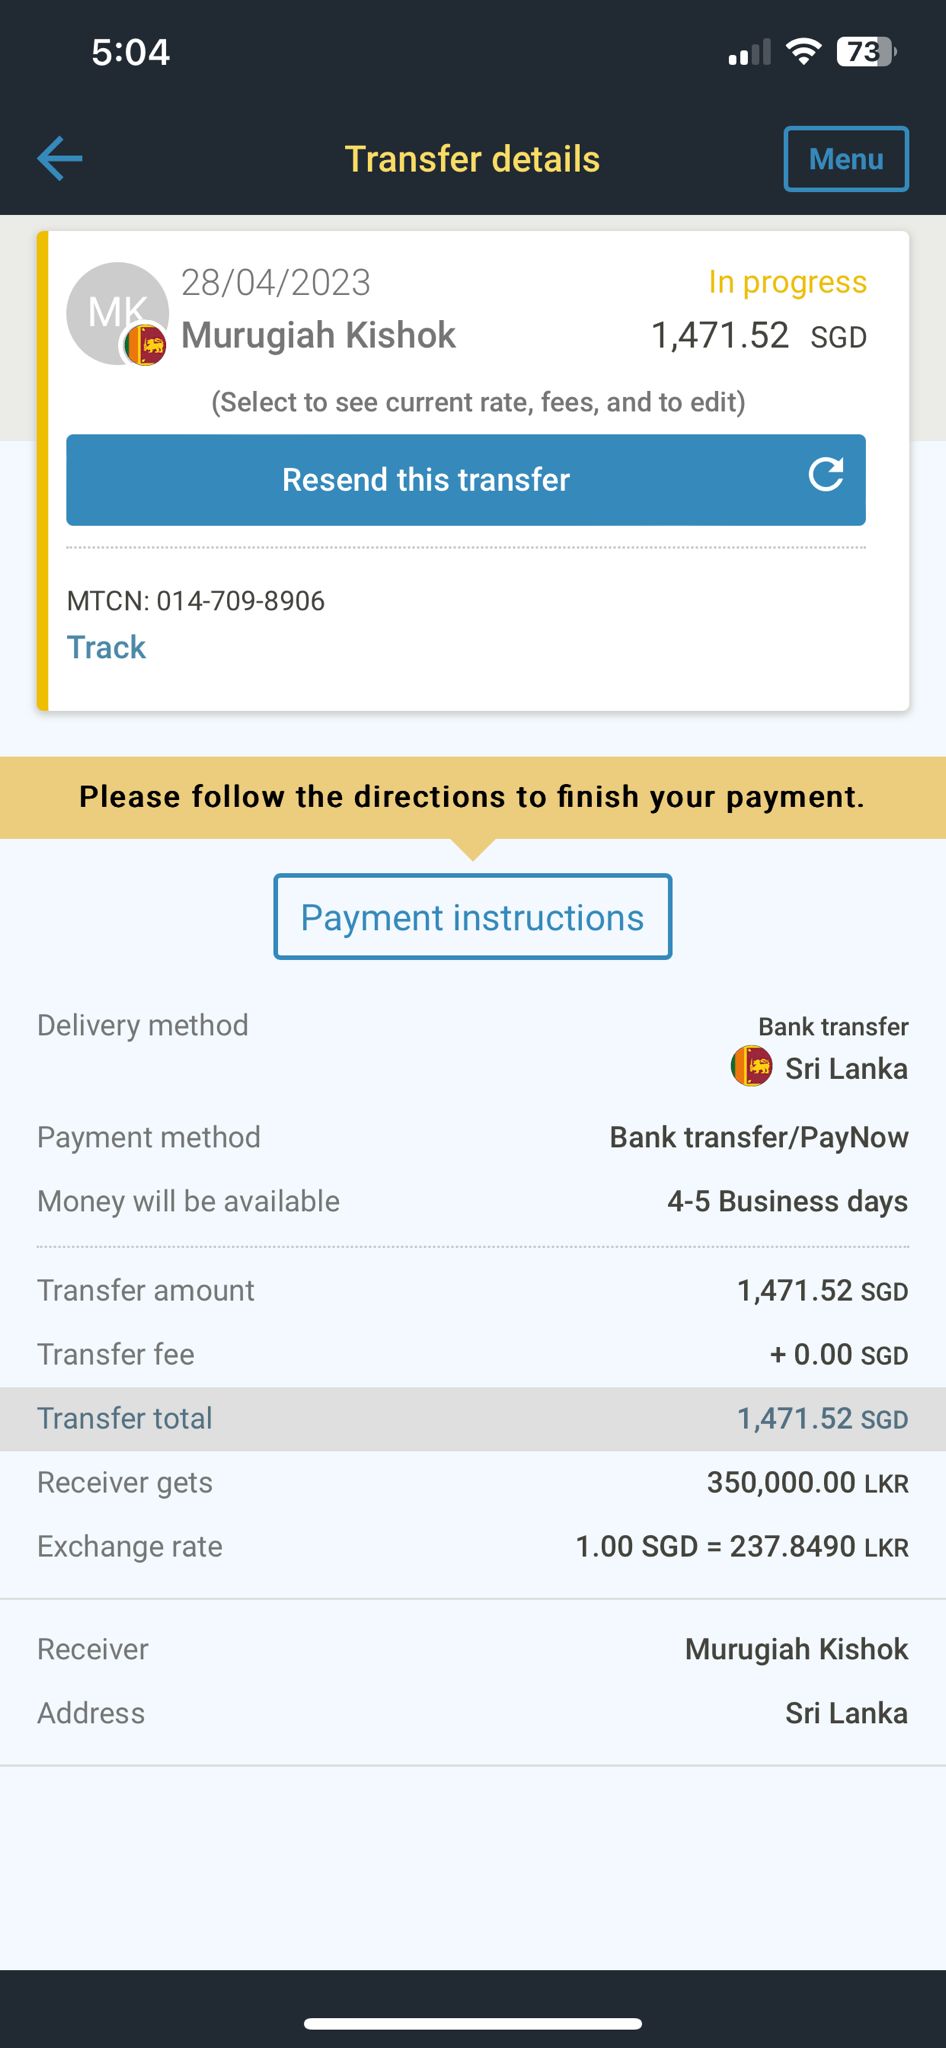 5:04
73
Transfer details
Menu
MK
28/04/2023
In progress
Murugiah Kishok
1,471.52 SGD
(Select to see current rate, fees, and to edit)
Resend this transfer
MTCN: 014-709-8906
Track
Please follow the directions to finish your payment.
Payment instructions
Delivery method
Bank transfer
Sri Lanka
Payment method Bank transfer/PayNow
Money will be available 4-5 Business days
Transfer amount 1,471.52 SGD
Transfer fee + 0.00 SGD
Transfer total 1,471.52 SGD
Receiver gets 350,000.00 LKR
Exchange rate 1.00 SGD = 237.8490 LKR
Receiver Murugiah Kishok
Address Sri Lanka